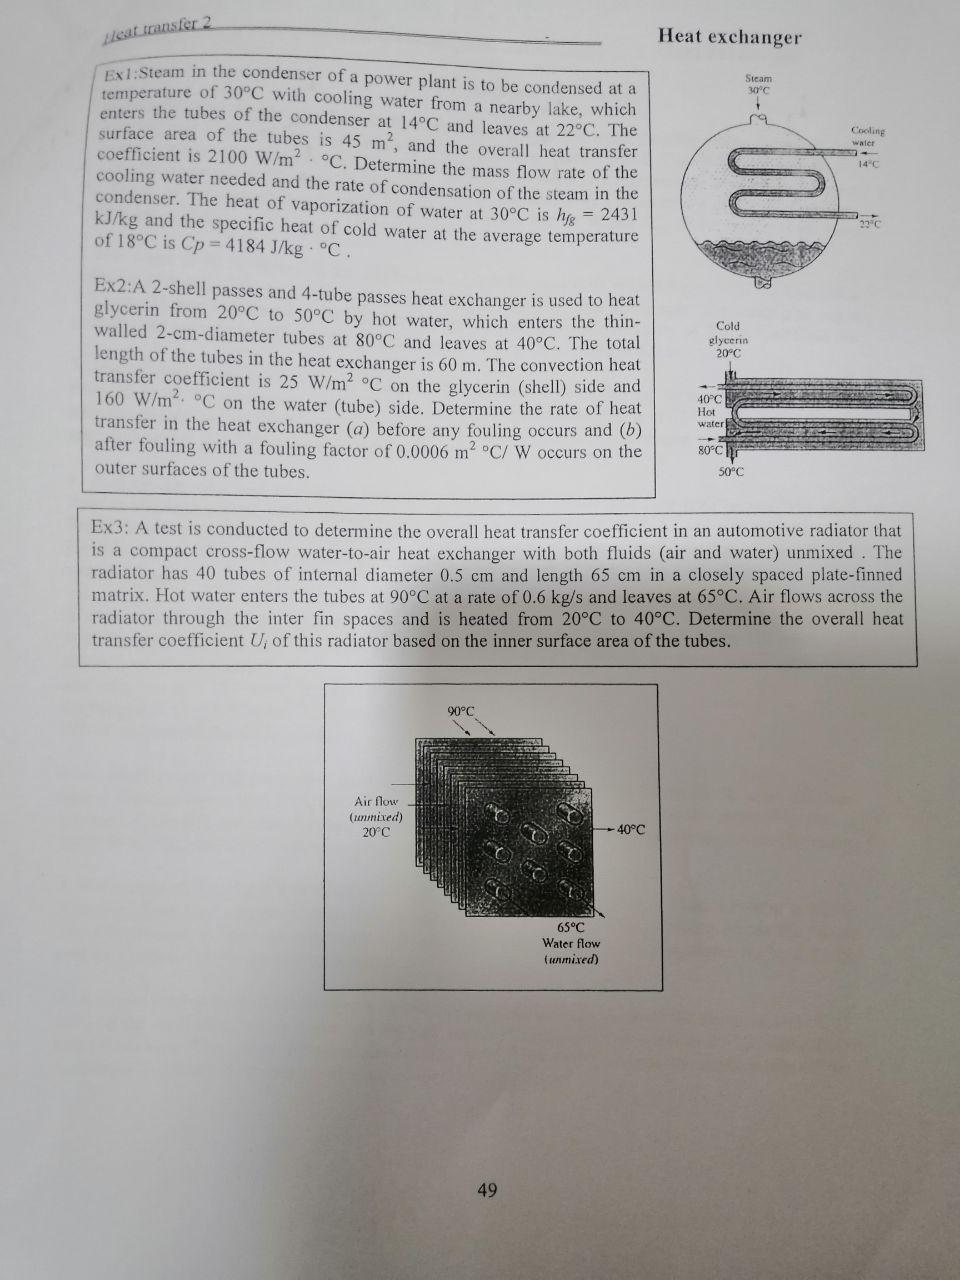 Heat transfer 2
Heat exchanger
Ex1:Steam in the condenser of a power plant is to be condensed at a
temperature of 30°C with cooling water from a nearby lake, which
enters the tubes of the condenser at 14°C and leaves at 22°C. The
surface area of the tubes is 45 m², and the overall heat transfer
coefficient is 2100 W/m² · °C. Determine the mass flow rate of the
cooling water needed and the rate of condensation of the steam in the
condenser. The heat of vaporization of water at 30°C is hfg = 2431
kJ/kg and the specific heat of cold water at the average temperature
of 18°C is Cp = 4184 J/kg · °C .
Steam
30°C
Cooling
water
14°C
22°C
Ex2:A 2-shell passes and 4-tube passes heat exchanger is used to heat
glycerin from 20°C to 50°C by hot water, which enters the thin-
walled 2-cm-diameter tubes at 80°C and leaves at 40°C. The total
length of the tubes in the heat exchanger is 60 m. The convection heat
transfer coefficient is 25 W/m² °C on the glycerin (shell) side and
160 W/m²· °C on the water (tube) side. Determine the rate of heat
transfer in the heat exchanger (a) before any fouling occurs and (b)
after fouling with a fouling factor of 0.0006 m² °C/ W occurs on the
outer surfaces of the tubes.
Cold
glycerin
20°C
40°C
Hot
water
80°C
50°C
Ex3: A test is conducted to determine the overall heat transfer coefficient in an automotive radiator that
is a compact cross-flow water-to-air heat exchanger with both fluids (air and water) unmixed . The
radiator has 40 tubes of internal diameter 0.5 cm and length 65 cm in a closely spaced plate-finned
matrix. Hot water enters the tubes at 90°C at a rate of 0.6 kg/s and leaves at 65°C. Air flows across the
radiator through the inter fin spaces and is heated from 20°C to 40°C. Determine the overall heat
transfer coefficient Ui of this radiator based on the inner surface area of the tubes.
90°C
Air flow
(unmixed)
20°C
40°C
65°C
Water flow
(unmixed)
49